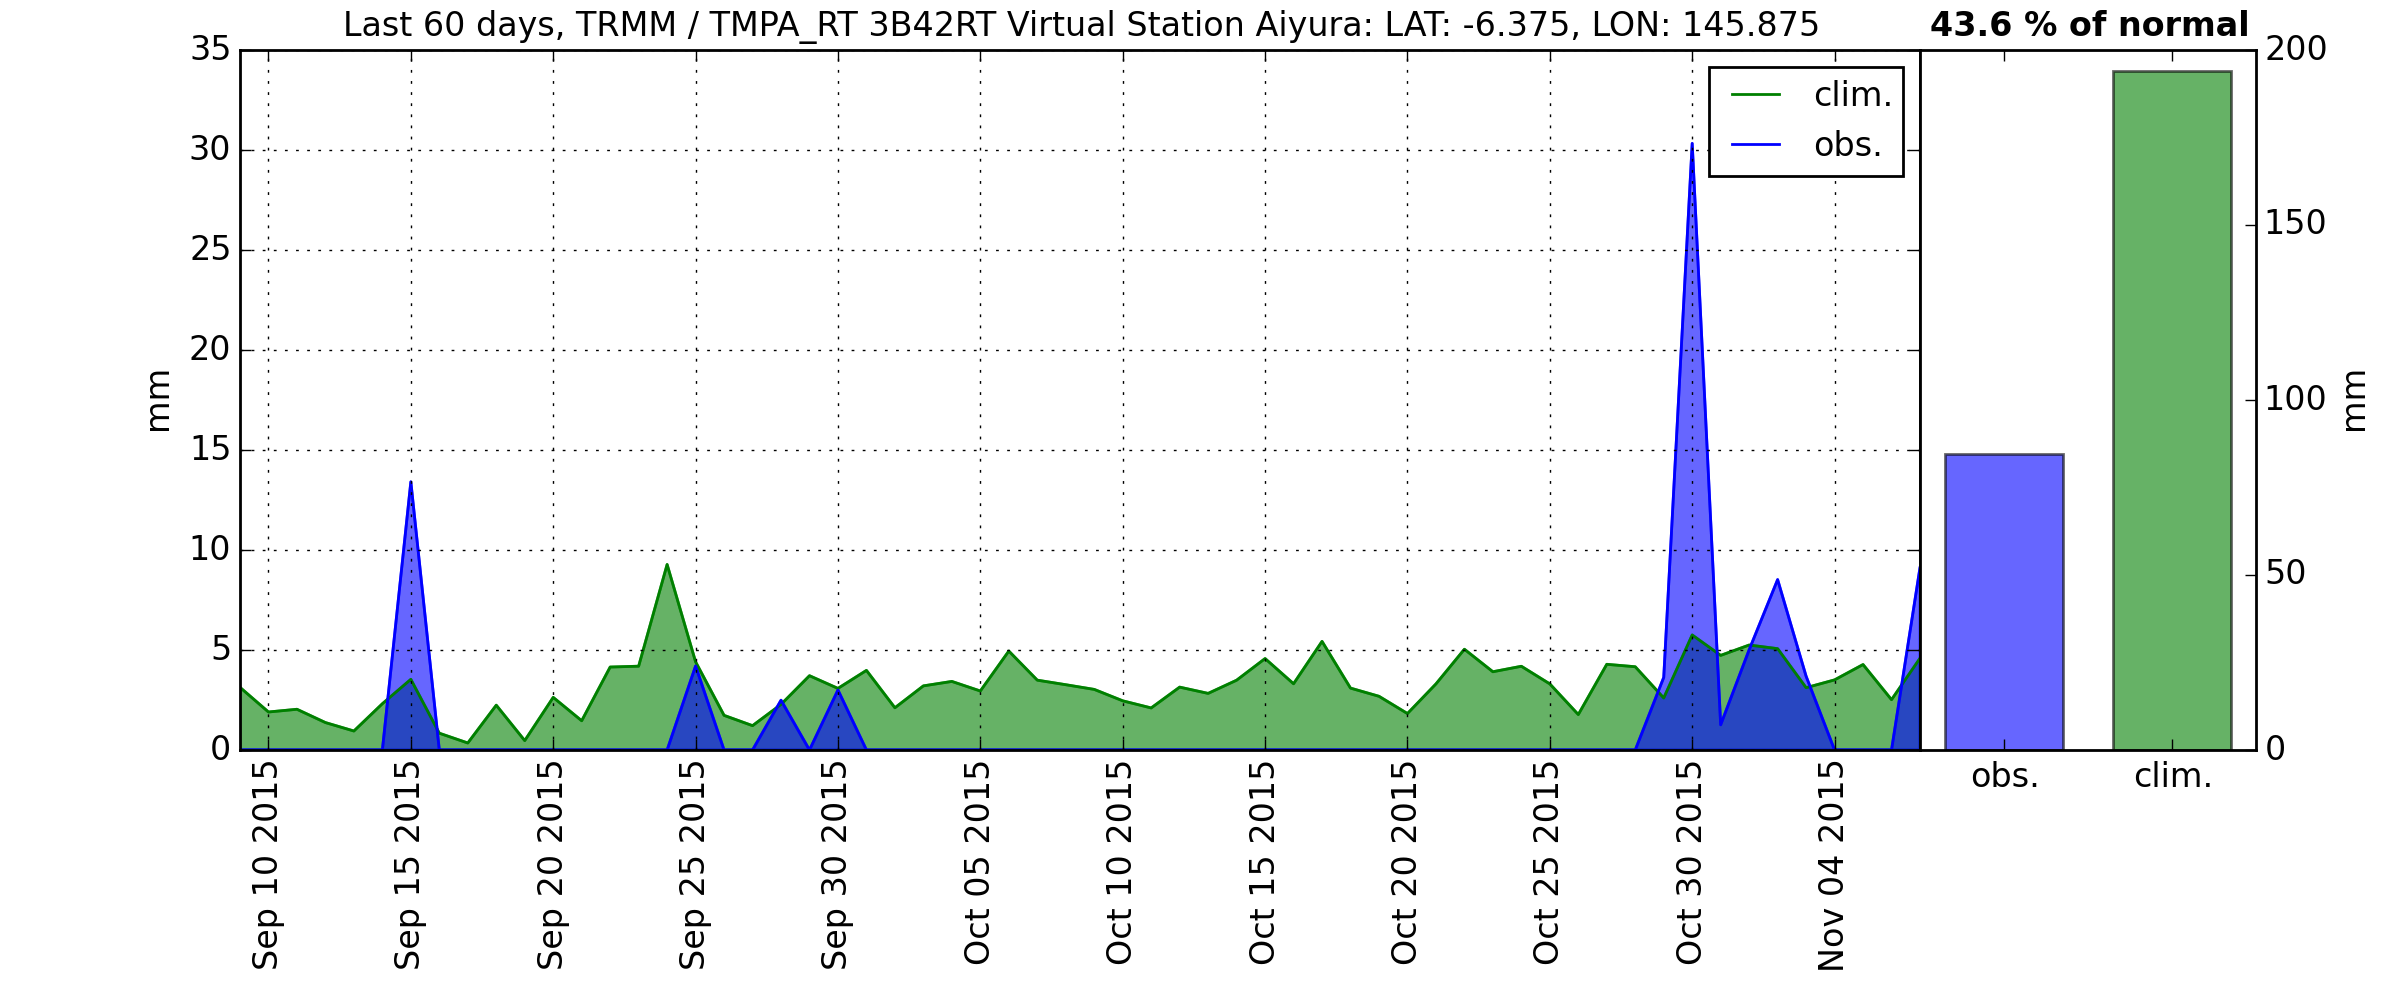 Last 60 days, TRMM / TMPA_RT 3B42RT Virtual Station Aiyura: LAT: -6.375, LON: 145.875
43.6 % of normal
35
30
25
20
15
10
5
0
mm
clim.
obs.
200
150
100
50
0
mm
obs.
clim.
Sep 10 2015
Sep 15 2015
Sep 20 2015
Sep 25 2015
Sep 30 2015
Oct 05 2015
Oct 10 2015
Oct 15 2015
Oct 20 2015
Oct 25 2015
Oct 30 2015
Nov 04 2015